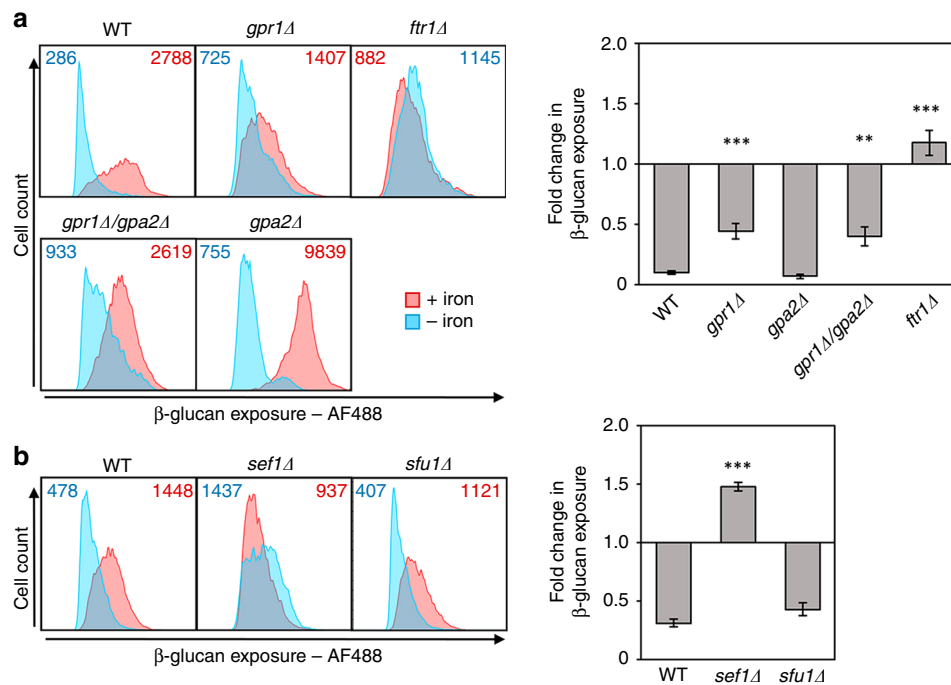 a
WT
gpr1Δ
ftr1Δ
286
2788
725
1407
882
1145
gpr1Δ/gpa2Δ
gpa2Δ
933
2619
755
9839
Cell count
+ iron
– iron
β-glucan exposure – AF488
Fold change in
β-glucan exposure
2.0
1.5
1.0
0.5
0
***
**
***
WT
gpr1Δ
gpa2Δ
gpr1Δ/gpa2Δ
ftr1Δ
b
WT
sef1Δ
sfu1Δ
478
1448
1437
937
407
1121
Cell count
β-glucan exposure – AF488
Fold change in
β-glucan exposure
2.0
1.5
1.0
0.5
0
***
WT
sef1Δ
sfu1Δ